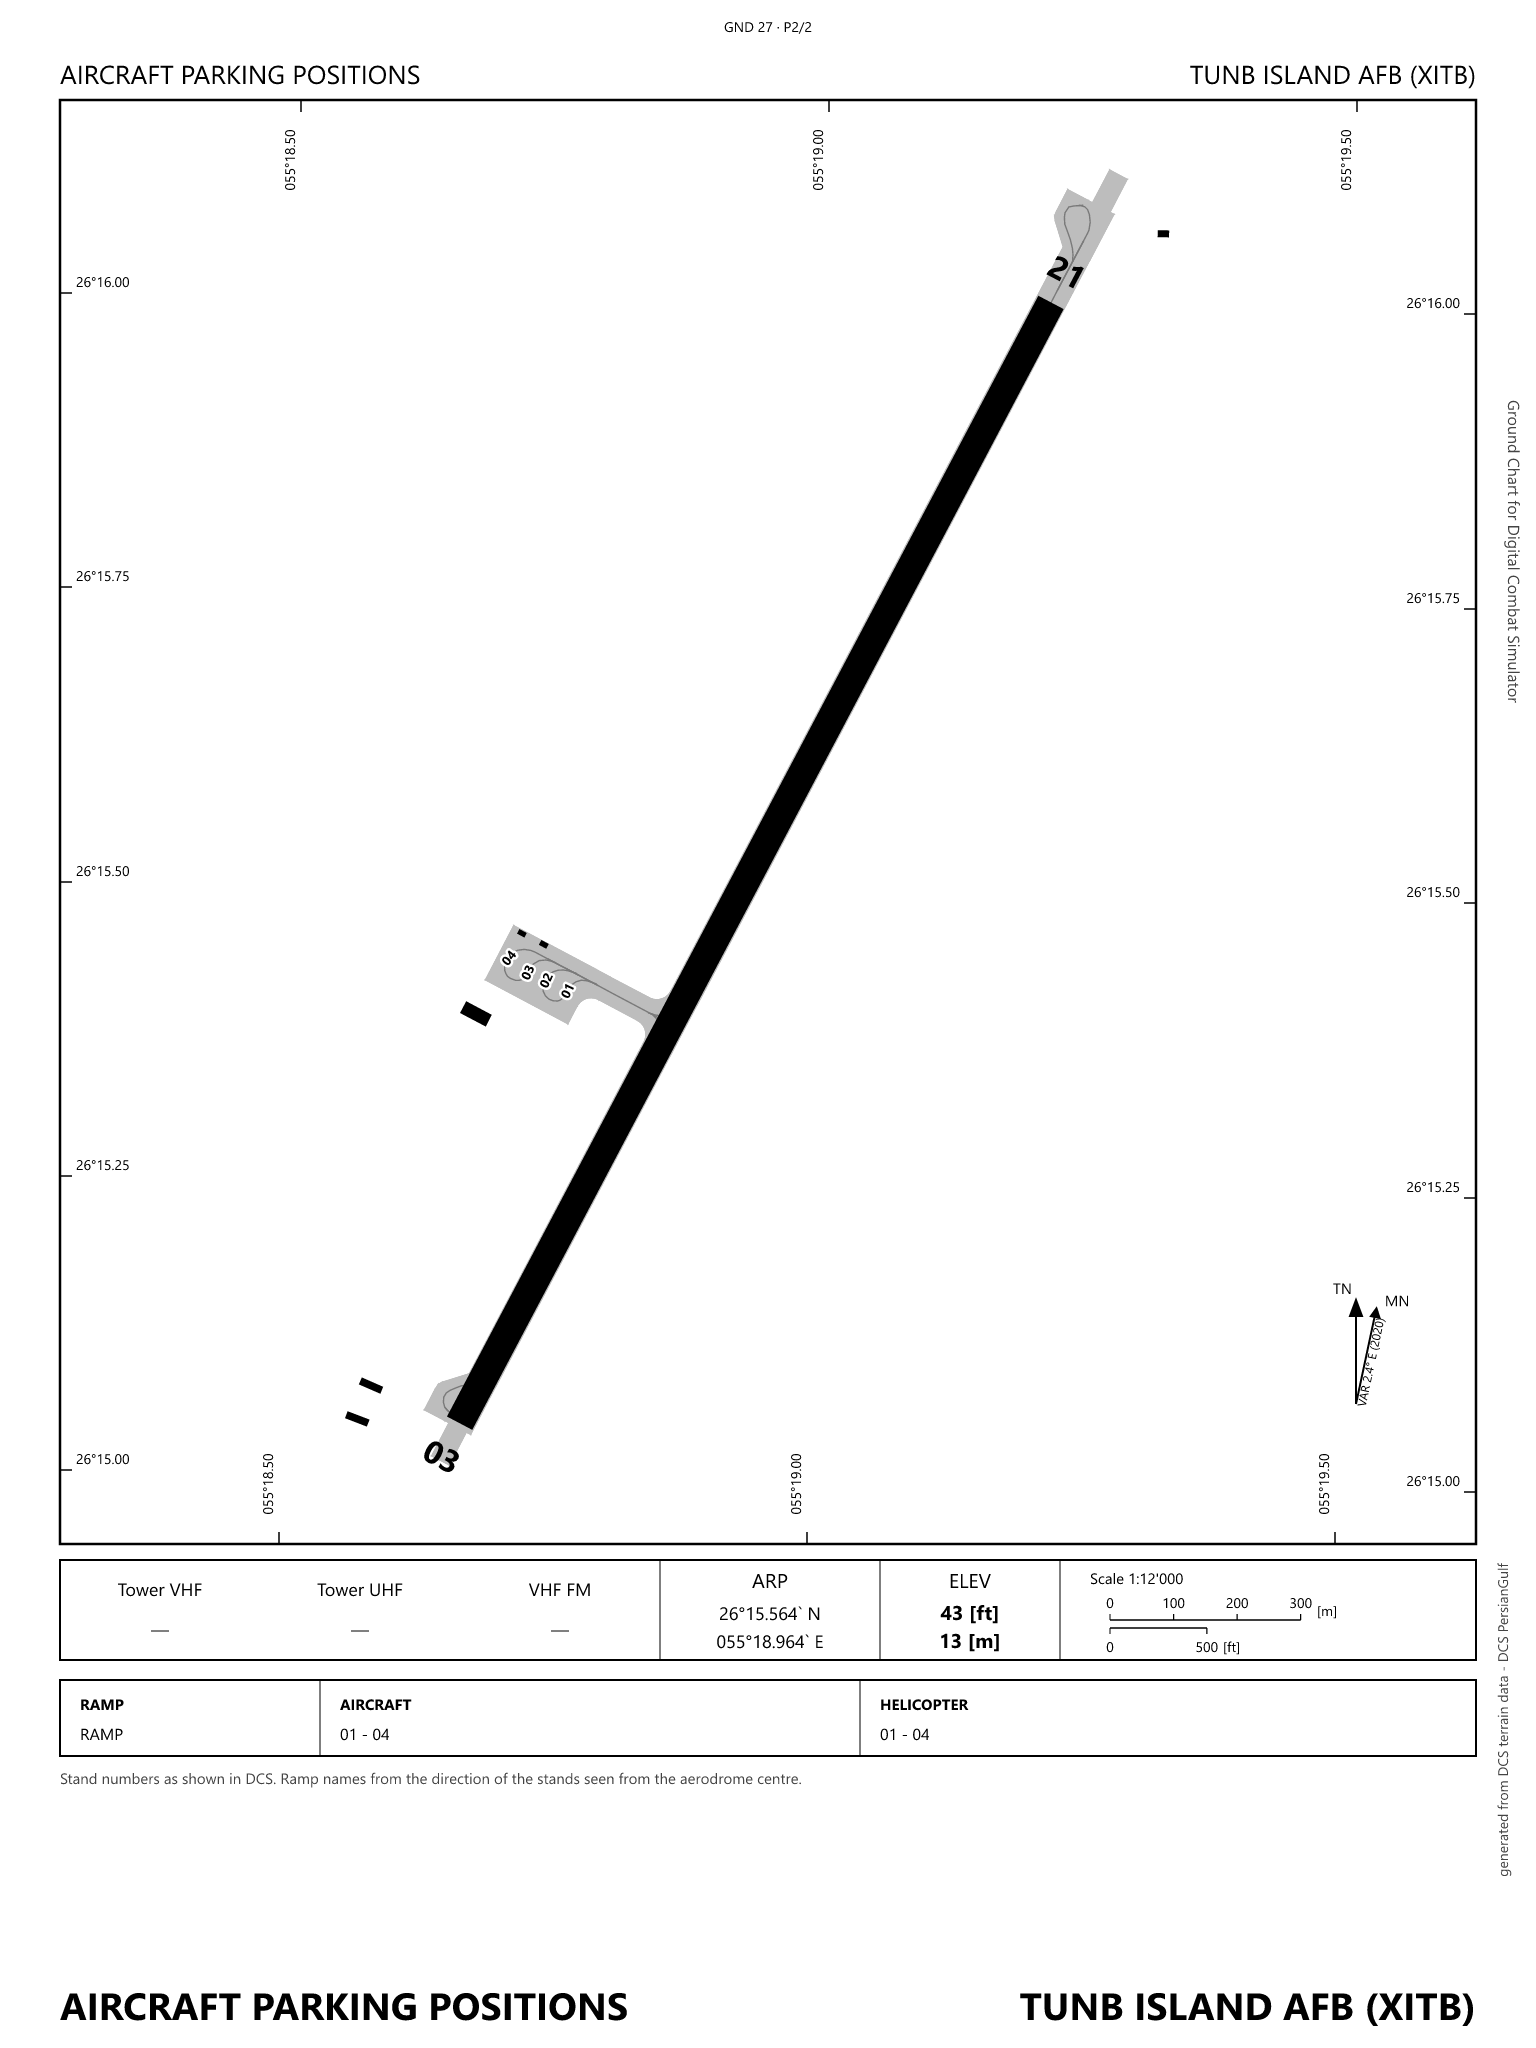 GND 27 · P2/2
AIRCRAFT PARKING POSITIONS
TUNB ISLAND AFB (XITB)
055°18.50
055°19.00
055°19.50
26°16.00
26°16.00
21
26°15.75
26°15.75
26°15.50
26°15.50
04
03
02
01
26°15.25
26°15.25
TN
MN
VAR 2.4° E (2020)
03
26°15.00
26°15.00
055°18.50
055°19.00
055°19.50
Ground Chart for Digital Combat Simulator
Tower VHF
—
Tower UHF
—
VHF FM
—
ARP
26°15.564` N
055°18.964` E
ELEV
43 [ft]
13 [m]
Scale 1:12'000
0 100 200 300 [m]
0 500 [ft]
RAMP
RAMP
AIRCRAFT
01 - 04
HELICOPTER
01 - 04
Stand numbers as shown in DCS. Ramp names from the direction of the stands seen from the aerodrome centre.
generated from DCS terrain data - DCS PersianGulf
AIRCRAFT PARKING POSITIONS
TUNB ISLAND AFB (XITB)